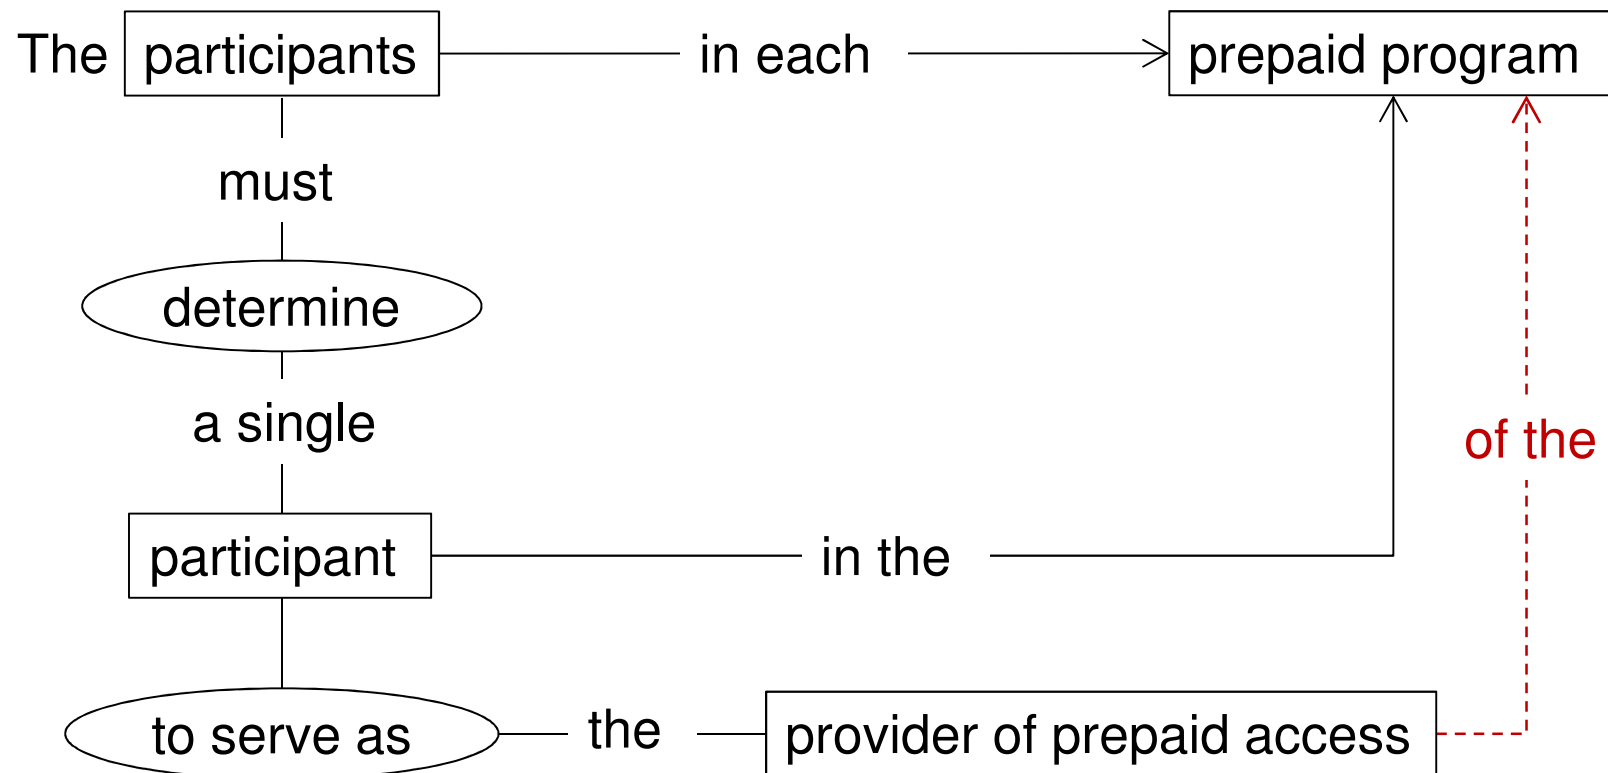 The participants in each prepaid program
must
determine
a single
of the
participant in the
to serve as the provider of prepaid access